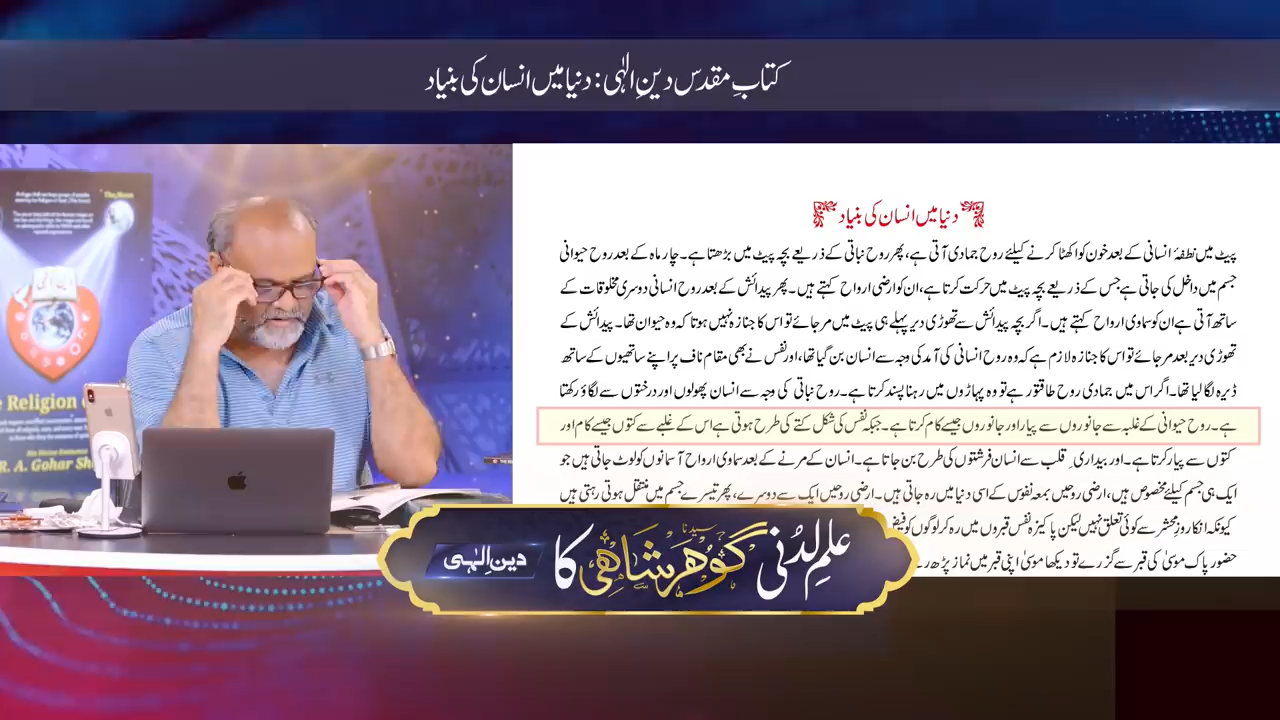 کتابِ مقدس دینِ الٰہی : دنیا میں انسان کی بنیاد
The Moon
e Religion
R. A. Gohar Sh
دنیا میں انسان کی بنیاد
پیٹ میں نطفۂ انسانی کے بعد خون کو اکھٹا کرنے کیلئے روح جمادی آتی ہے، پھر روح نباتی کے ذریعے بچہ پیٹ میں بڑھتا ہے۔ چار ماہ کے بعد روح حیوانی
جسم میں داخل کی جاتی ہے جس کے ذریعے بچہ پیٹ میں حرکت کرتا ہے، ان کو ارضی ارواح کہتے ہیں۔ پھر پیدائش کے بعد روح انسانی دوسری مخلوقات کے
ساتھ آتی ہے ان کو سماوی ارواح کہتے ہیں۔ اگر بچہ پیدائش سے تھوڑی دیر پہلے ہی پیٹ میں مر جائے تو اس کا جنازہ نہیں ہوتا کہ وہ حیوان تھا۔ پیدائش کے
تھوڑی دیر بعد مر جائے تو اس کا جنازہ لازم ہے کہ وہ روح انسانی کی آمد کی وجہ سے انسان بن گیا تھا، اور نفس نے بھی مقام ناف پر اپنے ساتھیوں کے ساتھ
ڈیرہ لگا لیا تھا۔ اگر اس میں جمادی روح طاقتور ہے تو وہ پہاڑوں میں رہنا پسند کرتا ہے۔ روح نباتی کی وجہ سے انسان پھولوں اور درختوں سے لگاؤ رکھتا
ہے۔ روح حیوانی کے غلبہ سے جانوروں سے پیار اور جانوروں جیسے کام کرتا ہے۔ جبکہ نفس کی شکل کتے کی طرح ہوتی ہے اس کے غلبے سے کتوں جیسے کام اور
کتوں سے پیار کرتا ہے۔ اور بیداریِ قلب سے انسان فرشتوں کی طرح بن جاتا ہے۔ انسان کے مرنے کے بعد سماوی ارواح آسمانوں کو لوٹ جاتی ہیں جو
ایک ہی جسم کیلئے مخصوص ہیں، ارضی روحیں بمعہ نفوس کے اسی دنیا میں رہ جاتی ہیں۔ ارضی روحیں ایک سے دوسرے، پھر تیسرے جسم میں منتقل ہوتی رہتی ہیں
کیونکہ انکا روزِ محشر سے کوئی تعلق نہیں لیکن پاکیزہ نفس قبروں میں رہ کر لوگوں کو فیض
حضور پاک موسیٰ کی قبر سے گزرے تو دیکھا موسیٰ اپنی قبر میں نماز پڑھ ر
سیدنا
گوھر شاھی کا علمِ لدُنی
دینِ الٰہی